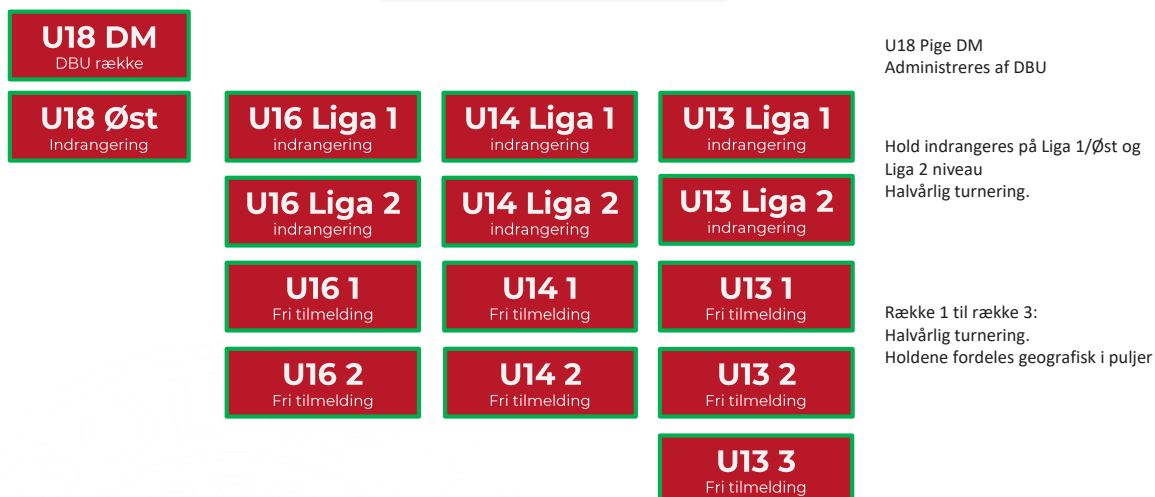 U18 DM
DBU række
U18 Pige DM
Administreres af DBU
U18 Øst
Indrangering
U16 Liga 1
indrangering
U14 Liga 1
indrangering
U13 Liga 1
indrangering
Hold indrangeres på Liga 1/Øst og
Liga 2 niveau
Halvårlig turnering.
U16 Liga 2
indrangering
U14 Liga 2
indrangering
U13 Liga 2
indrangering
U16 1
Fri tilmelding
U14 1
Fri tilmelding
U13 1
Fri tilmelding
Række 1 til række 3:
Halvårlig turnering.
Holdene fordeles geografisk i puljer
U16 2
Fri tilmelding
U14 2
Fri tilmelding
U13 2
Fri tilmelding
U13 3
Fri tilmelding